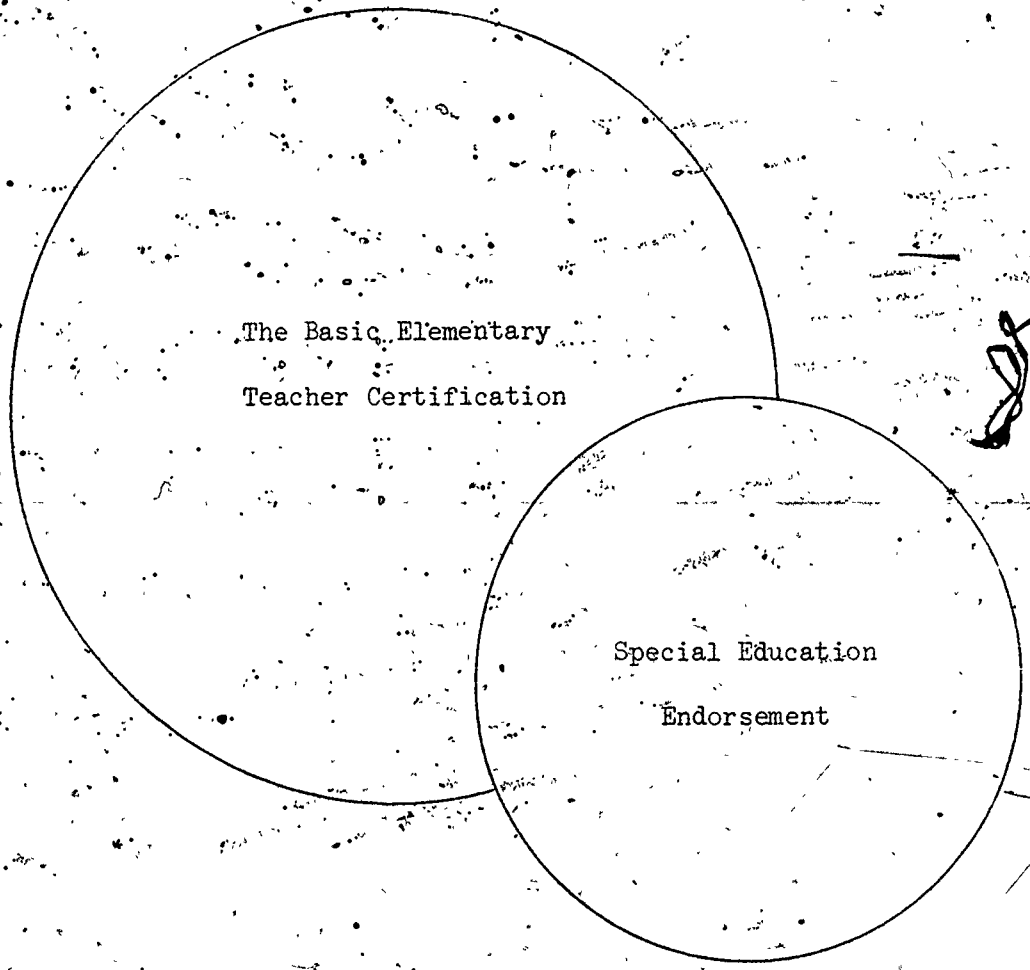 The Basic Elementary
Teacher Certification
Special Education
Endorsement